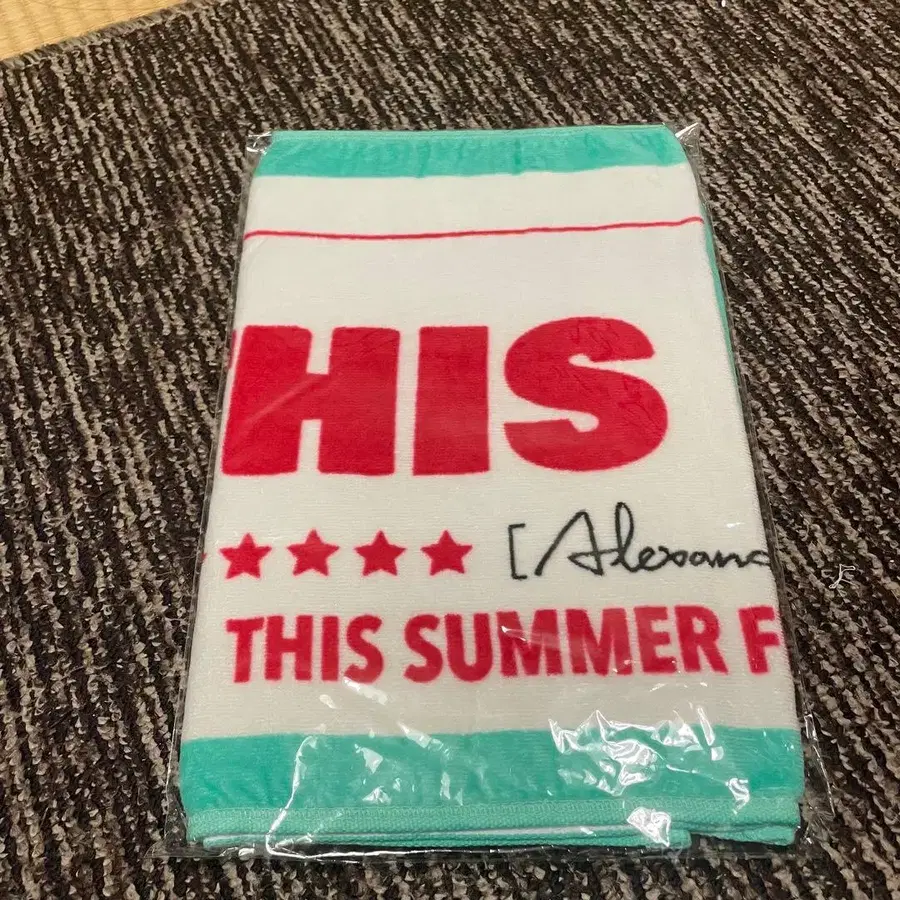 HIS
★★★★ [Alexand
THIS SUMMER F